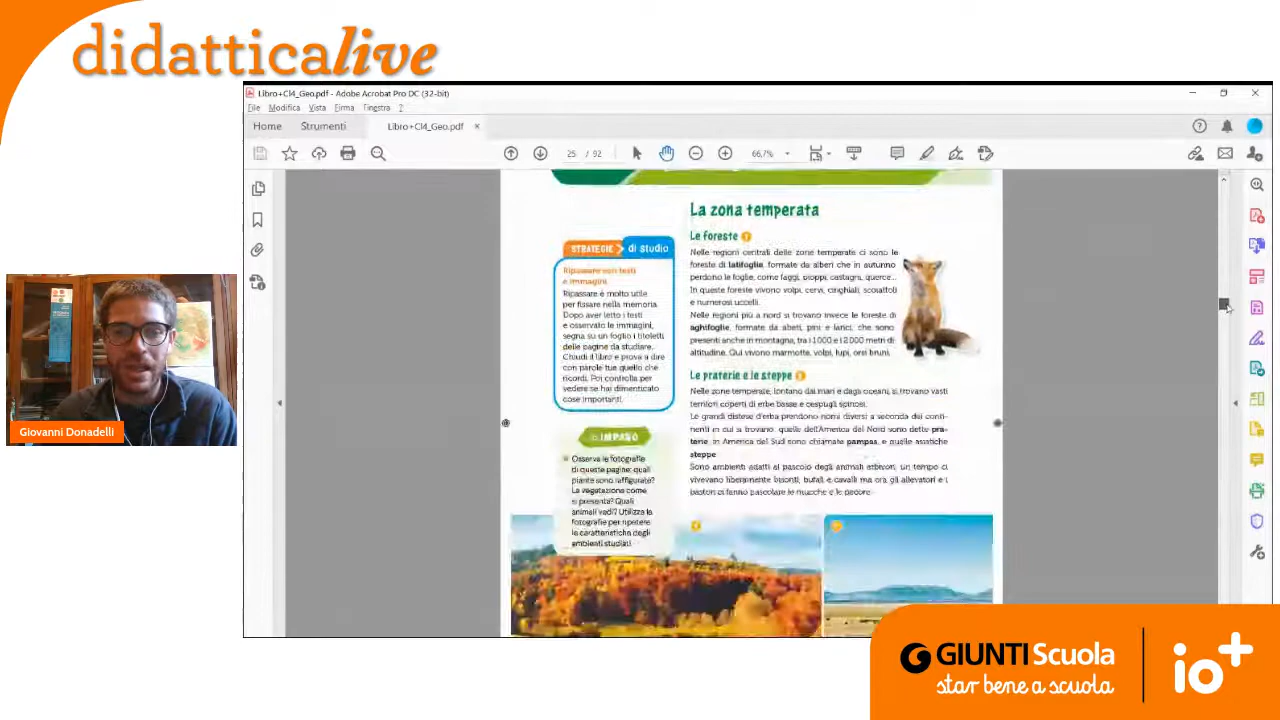 didatticalive
Libro+Cl4_Geo.pdf - Adobe Acrobat Pro DC (32-bit)
File Modifica Vista Firma Finestra ?
Home Strumenti Libro+Cl4_Geo.pdf ×
25 / 92 66,7%
La zona temperata
Le foreste
Nelle regioni centrali delle zone temperate ci sono le
foreste di latifoglie, formate da alberi che in autunno
perdono le foglie, come faggi, pioppi, castagni, querce...
In queste foreste vivono volpi, cervi, cinghiali, scoiattoli
e numerosi uccelli.
Nelle regioni più a nord si trovano invece le foreste di
aghifoglie, formate da abeti, pini e larici, che sono
presenti anche in montagna, tra i 1 000 e i 2 000 metri di
altitudine. Qui vivono marmotte, volpi, lupi, orsi bruni.
Le praterie e le steppe
Nelle zone temperate, lontano dai mari e dagli oceani, si trovano vasti
territori coperti di erbe basse e cespugli spinosi.
Le grandi distese d'erba prendono nomi diversi a seconda dei conti-
nenti in cui si trovano: quelle dell'America del Nord sono dette pra-
terie, in America del Sud sono chiamate pampas, e quelle asiatiche
steppe.
Sono ambienti adatti al pascolo degli animali erbivori: un tempo ci
vivevano liberamente bisonti, bufali e cavalli ma ora gli allevatori e i
pastori ci fanno pascolare le mucche e le pecore.
STRATEGIE di studio
Ripassare con testi
e immagini
Ripassare è molto utile
per fissare nella memoria.
Dopo aver letto i testi
e osservato le immagini,
segna su un foglio i titoletti
delle pagine da studiare.
Chiudi il libro e prova a dire
con parole tue quello che
ricordi. Poi controlla per
vedere se hai dimenticato
cose importanti.
IMPARO
Osserva le fotografie
di queste pagine: quali
piante sono raffigurate?
La vegetazione come
si presenta? Quali
animali vedi? Utilizza le
fotografie per ripetere
le caratteristiche degli
ambienti studiati.
Giovanni Donadelli
GIUNTI Scuola
star bene a scuola
io+